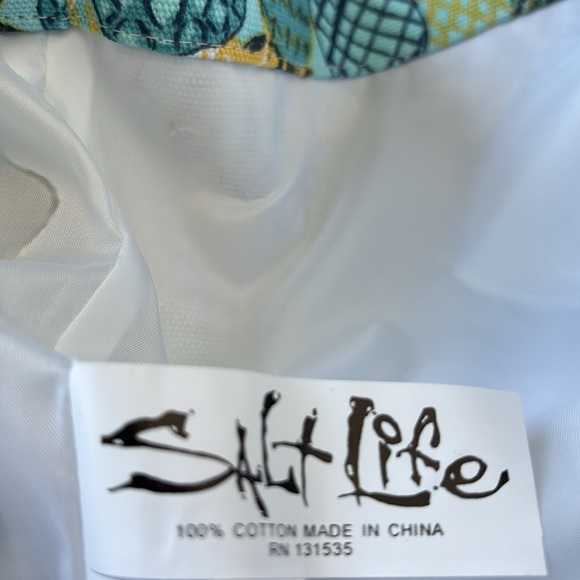 Salt Life
100% COTTON MADE IN CHINA
RN 131535